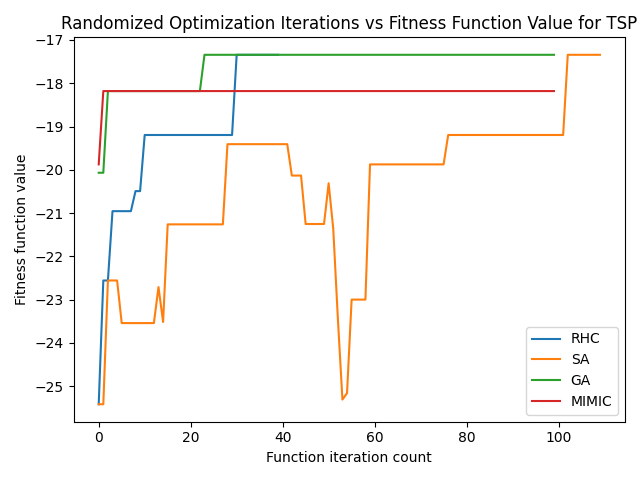 Randomized Optimization Iterations vs Fitness Function Value for TSP
Fitness function value
−17
−18
−19
−20
−21
−22
−23
−24
−25
0 20 40 60 80 100
Function iteration count
RHC
SA
GA
MIMIC